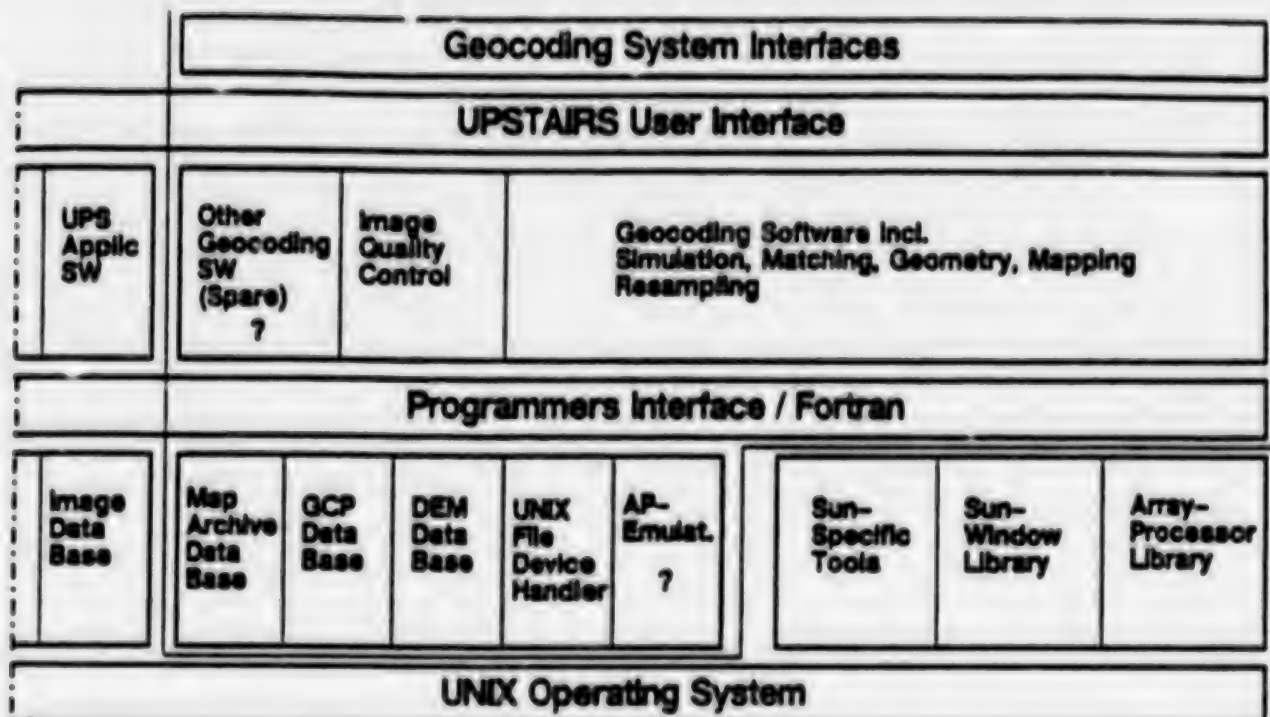 Geocoding System Interfaces
UPSTAIRS User Interface
UPS
Applic
SW
Other
Geocoding
SW
(Spare)
?
Image
Quality
Control
Geocoding Software incl.
Simulation, Matching, Geometry, Mapping
Resampling
Programmers Interface / Fortran
Image
Data
Base
Map
Archive
Data
Base
GCP
Data
Base
DEM
Data
Base
UNIX
File
Device
Handler
AP-
Emulat.
?
Sun-
Specific
Tools
Sun-
Window
Library
Array-
Processor
Library
UNIX Operating System